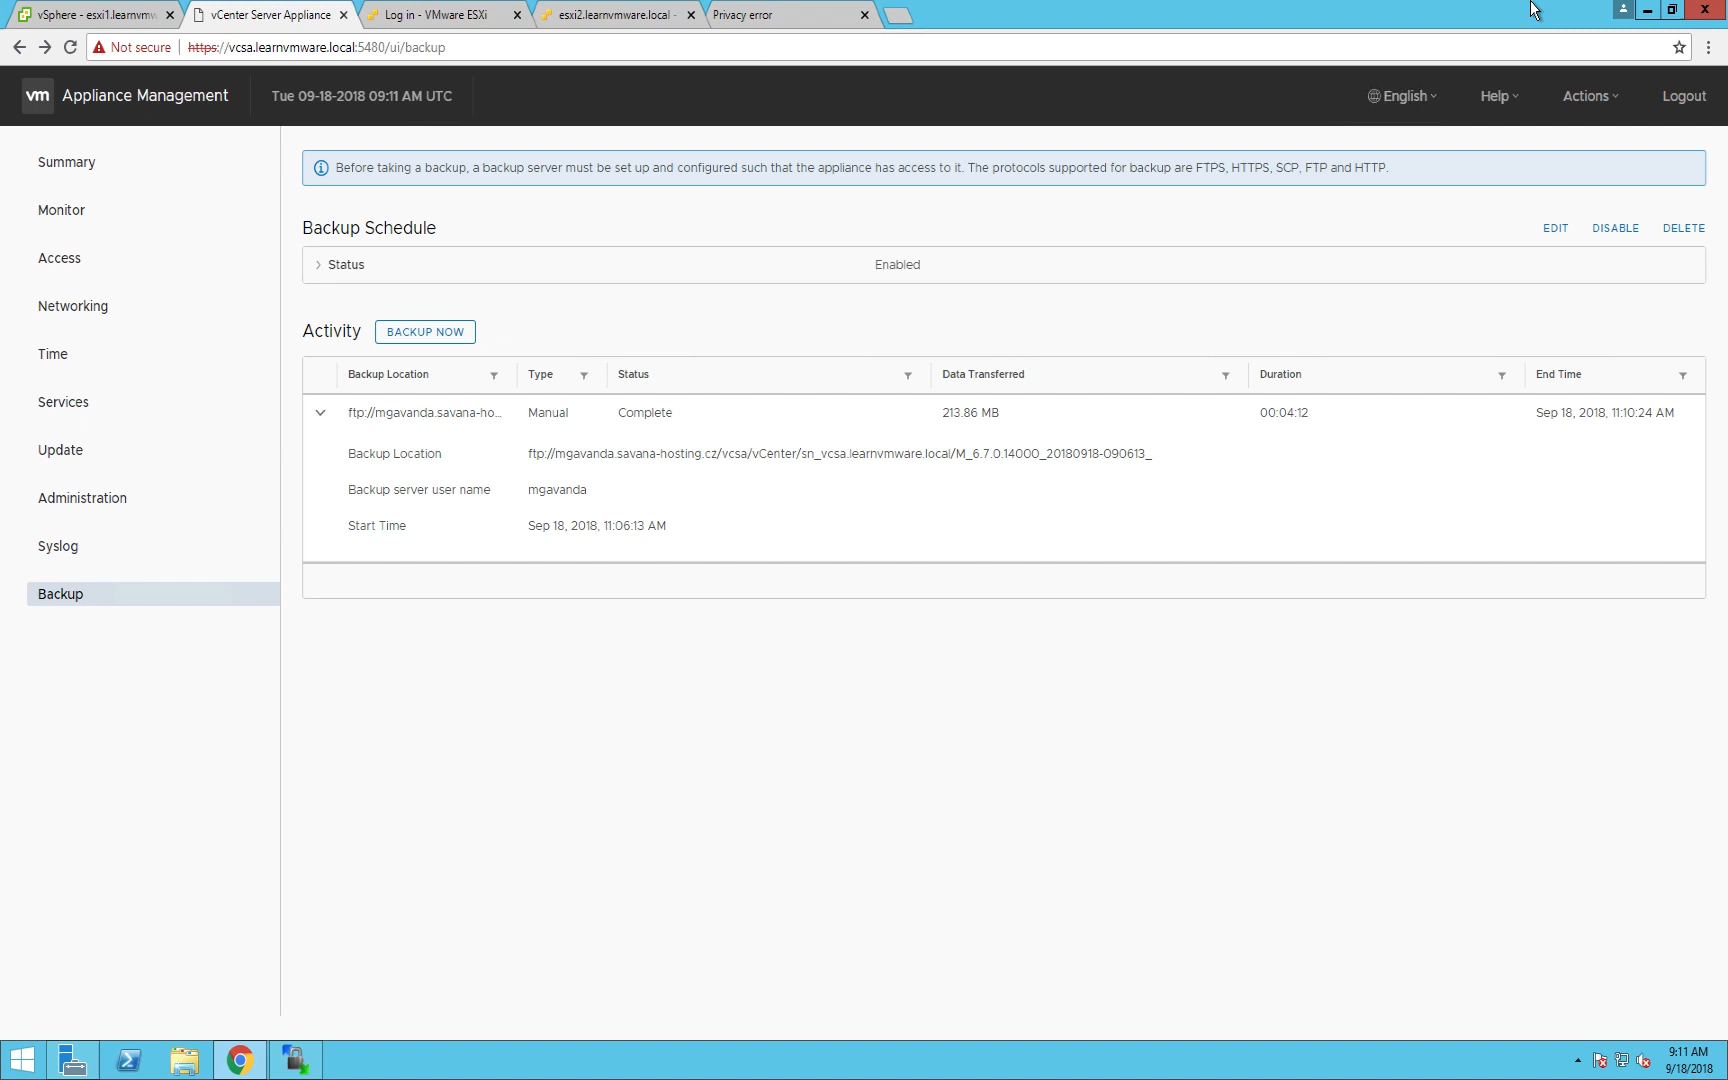 vSphere - esxi1.learnvmw
vCenter Server Appliance
Log in - VMware ESXi
esxi2.learnvmware.local -
Privacy error
Not secure
https://vcsa.learnvmware.local:5480/ui/backup
vm Appliance Management
Tue 09-18-2018 09:11 AM UTC
English
Help
Actions
Logout
Summary
Monitor
Access
Networking
Time
Services
Update
Administration
Syslog
Backup
Before taking a backup, a backup server must be set up and configured such that the appliance has access to it. The protocols supported for backup are FTPS, HTTPS, SCP, FTP and HTTP.
Backup Schedule
EDIT DISABLE DELETE
Status Enabled
Activity BACKUP NOW
Backup Location Type Status Data Transferred Duration End Time
ftp://mgavanda.savana-ho... Manual Complete 213.86 MB 00:04:12 Sep 18, 2018, 11:10:24 AM
Backup Location ftp://mgavanda.savana-hosting.cz/vcsa/vCenter/sn_vcsa.learnvmware.local/M_6.7.0.14000_20180918-090613_
Backup server user name mgavanda
Start Time Sep 18, 2018, 11:06:13 AM
9:11 AM
9/18/2018